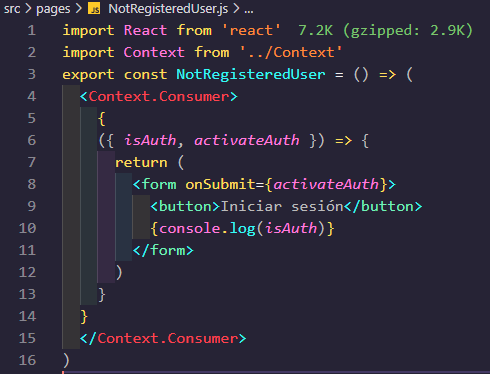 src > pages > JS NotRegisteredUser.js > ...
1 import React from 'react' 7.2K (gzipped: 2.9K)
2 import Context from '../Context'
3 export const NotRegisteredUser = () => (
4 <Context.Consumer>
5 {
6 ({ isAuth, activateAuth }) => {
7 return (
8 <form onSubmit={activateAuth}>
9 <button>Iniciar sesión</button>
10 {console.log(isAuth)}
11 </form>
12 )
13 }
14 }
15 </Context.Consumer>
16 )